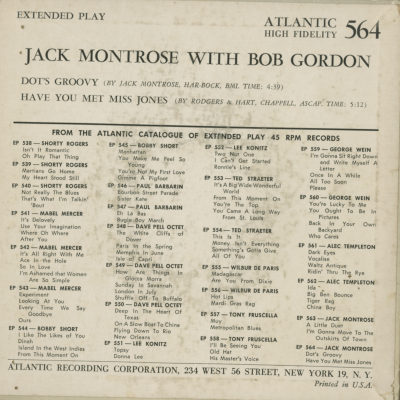 EXTENDED PLAY
ATLANTIC 564
HIGH FIDELITY
JACK MONTROSE WITH BOB GORDON
DOT'S GROOVY (BY JACK MONTROSE, HAR-BOCK, BMI. TIME: 4:59)
HAVE YOU MET MISS JONES (BY RODGERS & HART, CHAPPELL, ASCAP. TIME: 5:12)
FROM THE ATLANTIC CATALOGUE OF EXTENDED PLAY 45 RPM RECORDS
EP 538—SHORTY ROGERS
Isn't It Romantic
Oh Play That Thing
EP 539—SHORTY ROGERS
Martians Go Home
My Heart Stood Still
EP 540—SHORTY ROGERS
Not Really the Blues
That's What I'm Talkin' 'Bout
EP 541—MABEL MERCER
It's Delovely
Use Your Imagination
Where Oh Where
After You
EP 542—MABEL MERCER
It's All Right With Me
Are in the Hole
So In Love
I'm Ashamed that Women
Are So Simple
EP 543—MABEL MERCER
Experiment
Looking At You
Every Time We Say
Goodbye
Ours
EP 544—BOBBY SHORT
I Like The Likes of You
Dinah
Island in the West Indies
From This Moment On
EP 545—BOBBY SHORT
Manhattan
You Make Me Feel So
Young
You're Not My First Love
Gimme A Pigfoot
EP 546—PAUL BARBARIN
Bourbon Street Parade
Sister Kate
EP 547—PAUL BARBARIN
Eh La Bas
Bugle Boy March
EP 548—DAVE PELL OCTET
The White Cliffs of
Dover
Paris In the Spring
Memphis In June
Isle of Capri
EP 549—DAVE PELL OCTET
How Are Things In
Glocca Morra
Sunday In Savannah
London In July
Shuffle Off To Buffalo
EP 550—DAVE PELL OCTET
Deep In The Heart Of
Texas
On A Slow Boat To China
Flying Down To Rio
New Orleans
EP 551—LEE KONITZ
Topsy
Donna Lee
EP 552—LEE KONITZ
Two Not One
I Can't Get Started
Ronnie's Line
EP 553—TED STRAETER
It's A Big Wide Wonderful
World
From This Moment On
You're The Top
You Came A Long Way
From St. Louis
EP 554—TED STRAETER
This Is It
Money Isn't Everything
Something's Gotta Give
All Of You
EP 555—WILBUR DE PARIS
Madagascar
Are You From Dixie
EP 556—WILBUR DE PARIS
Hot Lips
Mardi Gras Rag
EP 557—TONY FRUSCELLA
Muy
Metropolitan Blues
EP 558—TONY FRUSCELLA
I'll Be Seeing You
Old Hat
His Master's Voice
EP 559—GEORGE WEIN
I'm Gonna Sit Right Down
and Write Myself A
Letter
Once In A While
All Too Soon
Please
EP 560—GEORGE WEIN
You're Lucky To Me
You Ought To Be In
Pictures
Back In Your Own
Backyard
Who Cares
EP 561—ALEC TEMPLETON
Dark Eyes
Vocalise
Waltz Antique
Ridin' Thru The Rye
EP 562—ALEC TEMPLETON
Ida
Big Ben Bounce
Tiger Rag
China Boy
EP 563—JACK MONTROSE
A Little Duet
I'm Gonna Move To The
Outskirts Of Town
EP 564—JACK MONTROSE
Dot's Groovy
Have You Met Miss Jones
ATLANTIC RECORDING CORPORATION, 234 WEST 56 STREET, NEW YORK 19, N. Y.
Printed in U.S.A.